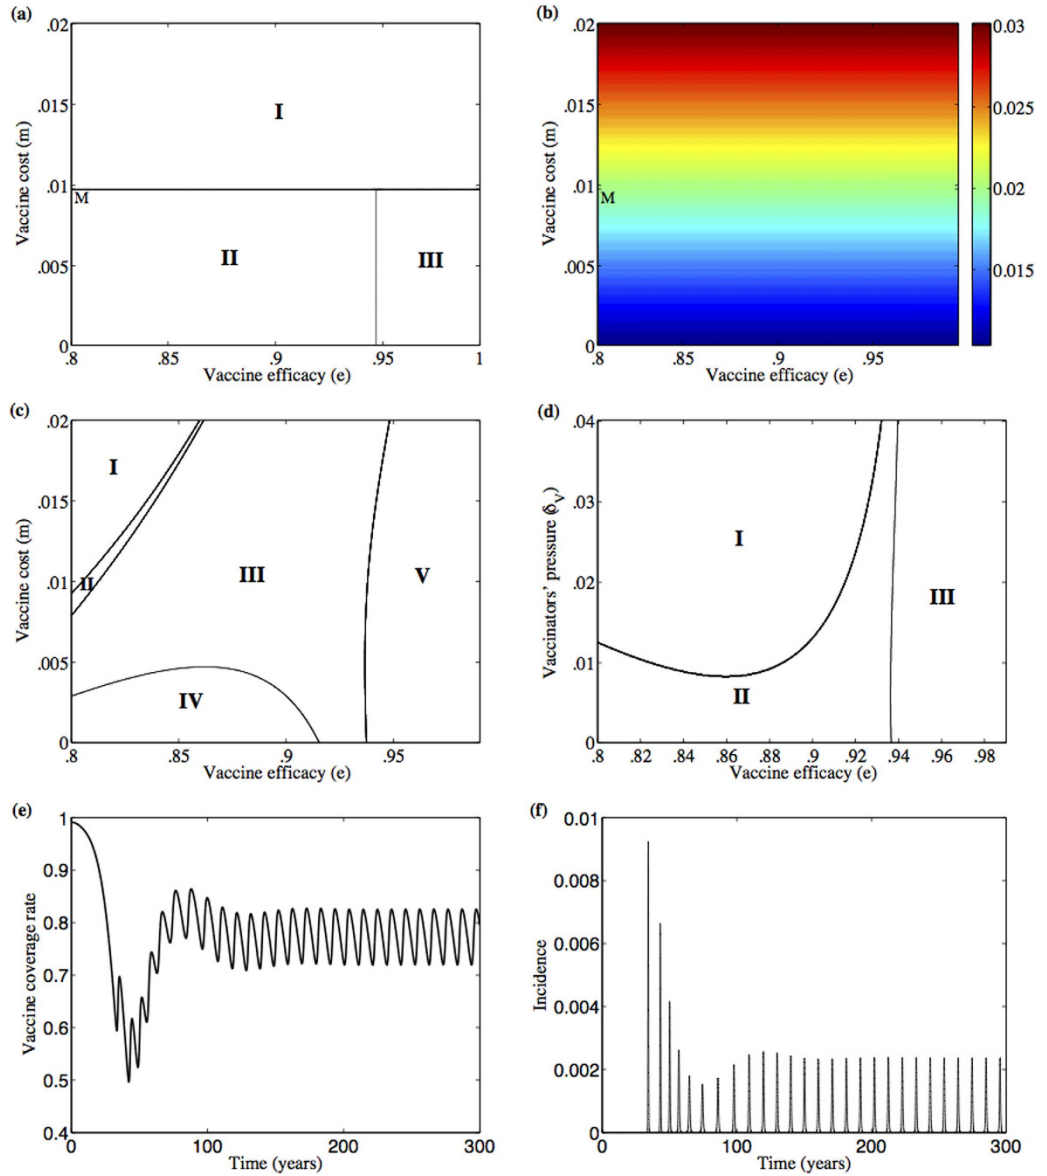 (a)
.02
.015
.01
.005
0
Vaccine cost (m)
M
I
II
III
.8
.85
.9
.95
1
Vaccine efficacy (e)
(b)
.02
.015
.01
.005
0
Vaccine cost (m)
M
.8
.85
.9
.95
Vaccine efficacy (e)
0.03
0.025
0.02
0.015
(c)
.02
.015
.01
.005
0
Vaccine cost (m)
I
II
III
IV
V
.8
.85
.9
.95
Vaccine efficacy (e)
(d)
.04
.03
.02
.01
0
Vaccinators' pressure (δ_V)
I
II
III
.8
.82
.84
.86
.88
.9
.92
.94
.96
.98
Vaccine efficacy (e)
(e)
1
0.9
0.8
0.7
0.6
0.5
0.4
Vaccine coverage rate
0
100
200
300
Time (years)
(f)
0.01
0.008
0.006
0.004
0.002
0
Incidence
0
100
200
300
Time (years)